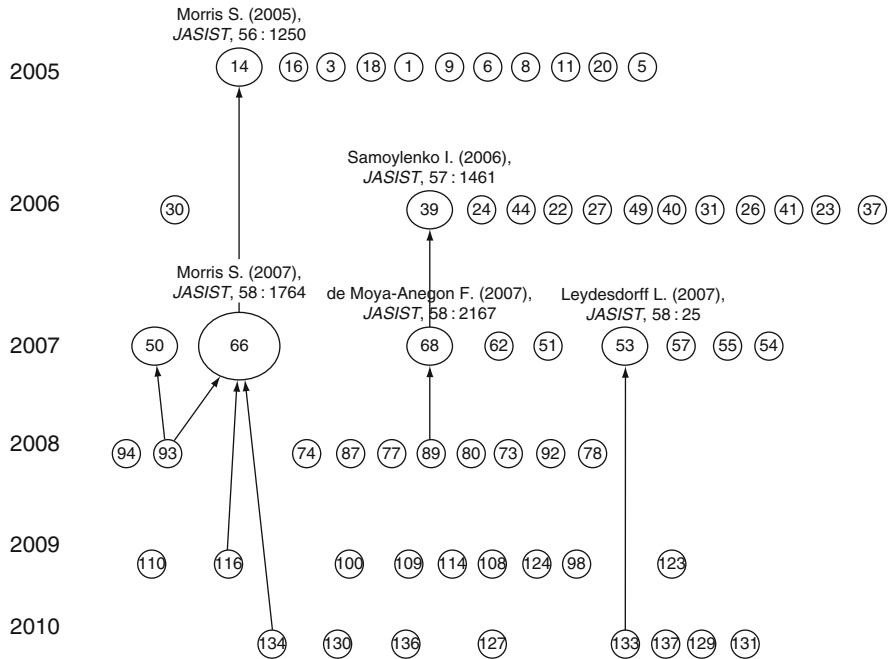 Morris S. (2005),
JASIST, 56 : 1250
2005 14 16 3 18 1 9 6 8 11 20 5
Samoylenko I. (2006),
JASIST, 57 : 1461
2006 30 39 24 44 22 27 49 40 31 26 41 23 37
Morris S. (2007),
JASIST, 58 : 1764
de Moya-Anegon F. (2007),
JASIST, 58 : 2167
Leydesdorff L. (2007),
JASIST, 58 : 25
2007 50 66 68 62 51 53 57 55 54
2008 94 93 74 87 77 89 80 73 92 78
2009 110 116 100 109 114 108 124 98 123
2010 134 130 136 127 133 137 129 131